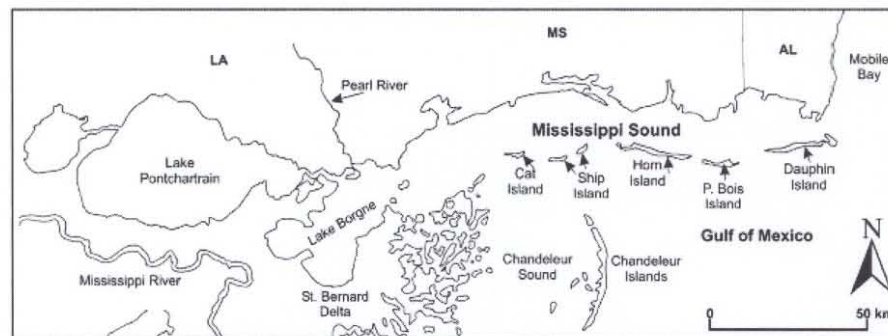 MS
LA
AL
Mobile
Bay
Pearl River
Mississippi Sound
Lake
Pontchartrain
Cat
Island
Ship
Island
Horn
Island
P. Bois
Island
Dauphin
Island
Lake Borgne
Gulf of Mexico
N
Mississippi River
St. Bernard
Delta
Chandeleur
Sound
Chandeleur
Islands
0
50 km